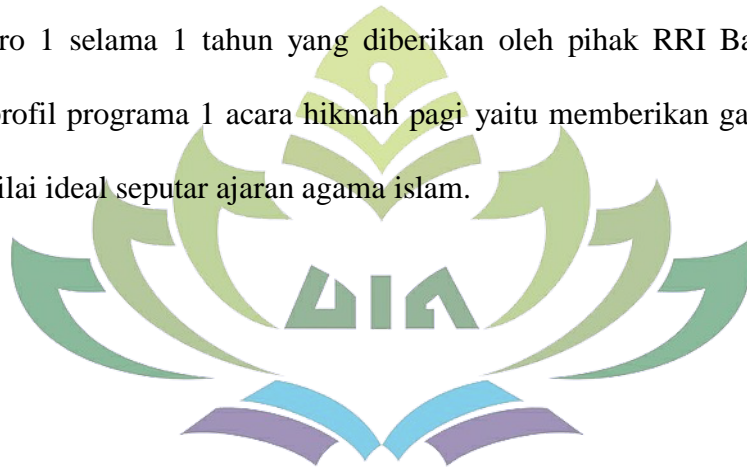 ro 1 selama 1 tahun yang diberikan oleh pihak RRI Ba
rofil programa 1 acara hikmah pagi yaitu memberikan ga
ilai ideal seputar ajaran agama islam.
UIN